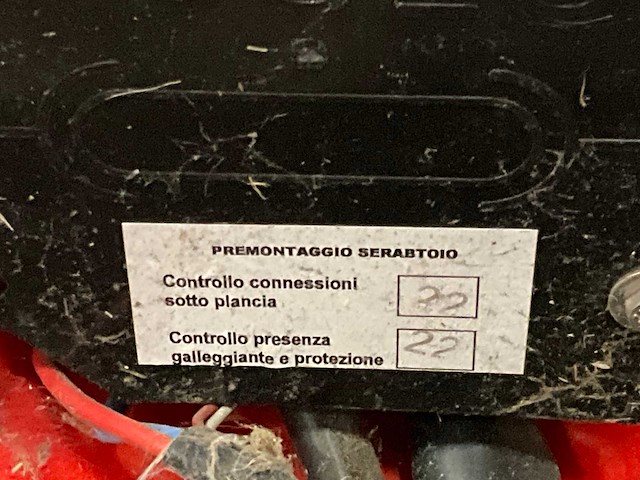 PREMONTAGGIO SERABTOIO
Controllo connessioni
sotto plancia
22
Controllo presenza
galleggiante e protezione
22